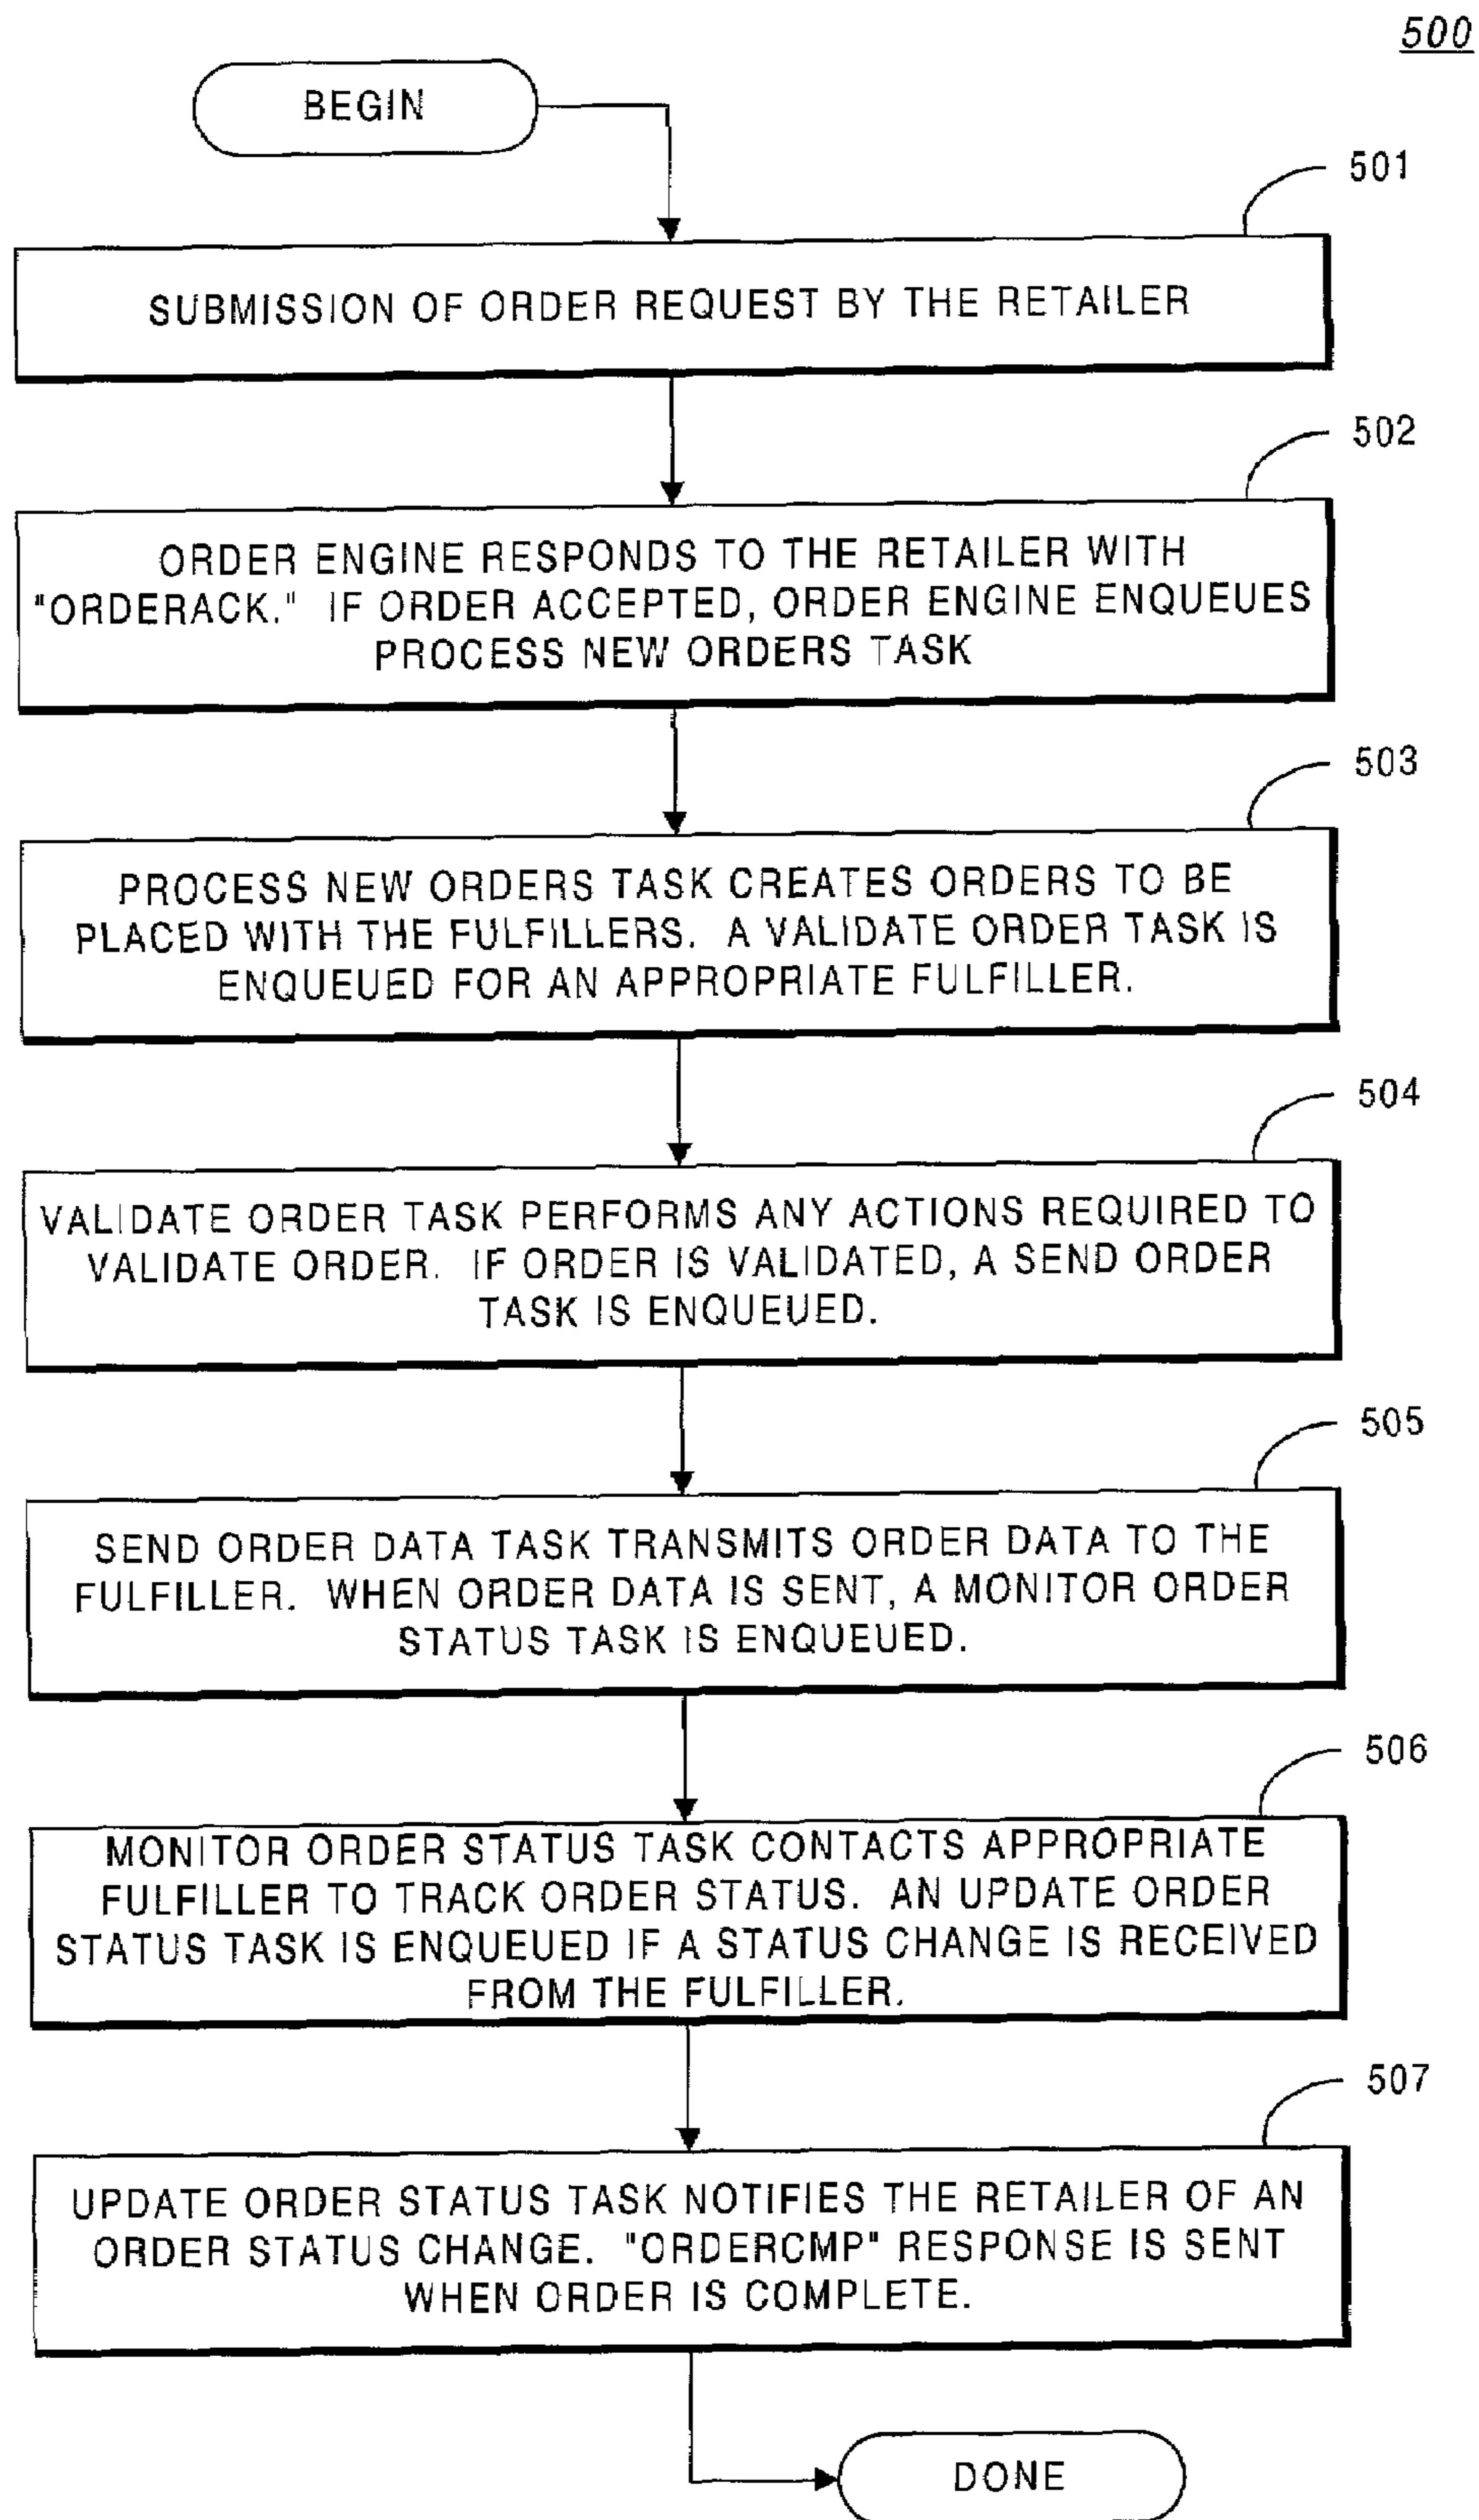 500
BEGIN
501
SUBMISSION OF ORDER REQUEST BY THE RETAILER
502
ORDER ENGINE RESPONDS TO THE RETAILER WITH
"ORDERACK." IF ORDER ACCEPTED, ORDER ENGINE ENQUEUES
PROCESS NEW ORDERS TASK
503
PROCESS NEW ORDERS TASK CREATES ORDERS TO BE
PLACED WITH THE FULFILLERS. A VALIDATE ORDER TASK IS
ENQUEUED FOR AN APPROPRIATE FULFILLER.
504
VALIDATE ORDER TASK PERFORMS ANY ACTIONS REQUIRED TO
VALIDATE ORDER. IF ORDER IS VALIDATED, A SEND ORDER
TASK IS ENQUEUED.
505
SEND ORDER DATA TASK TRANSMITS ORDER DATA TO THE
FULFILLER. WHEN ORDER DATA IS SENT, A MONITOR ORDER
STATUS TASK IS ENQUEUED.
506
MONITOR ORDER STATUS TASK CONTACTS APPROPRIATE
FULFILLER TO TRACK ORDER STATUS. AN UPDATE ORDER
STATUS TASK IS ENQUEUED IF A STATUS CHANGE IS RECEIVED
FROM THE FULFILLER.
507
UPDATE ORDER STATUS TASK NOTIFIES THE RETAILER OF AN
ORDER STATUS CHANGE. "ORDERCMP" RESPONSE IS SENT
WHEN ORDER IS COMPLETE.
DONE